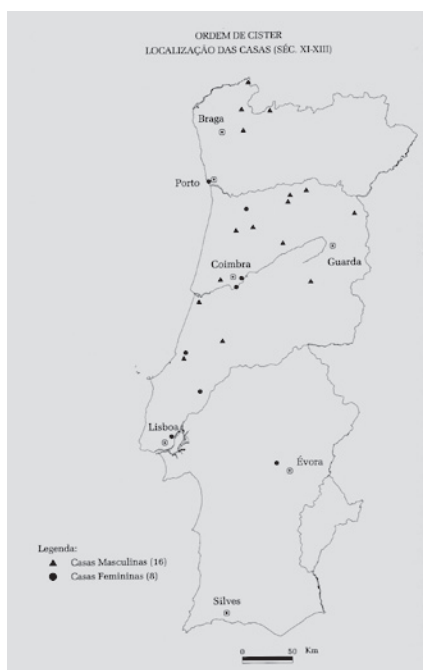 ORDEM DE CISTER
LOCALIZAÇÃO DAS CASAS (SÉC. XI-XIII)
Braga
Porto
Coimbra
Guarda
Lisboa
Évora
Legenda:
▲ Casas Masculinas (16)
● Casas Femininas (8)
Silves
0 50 Km